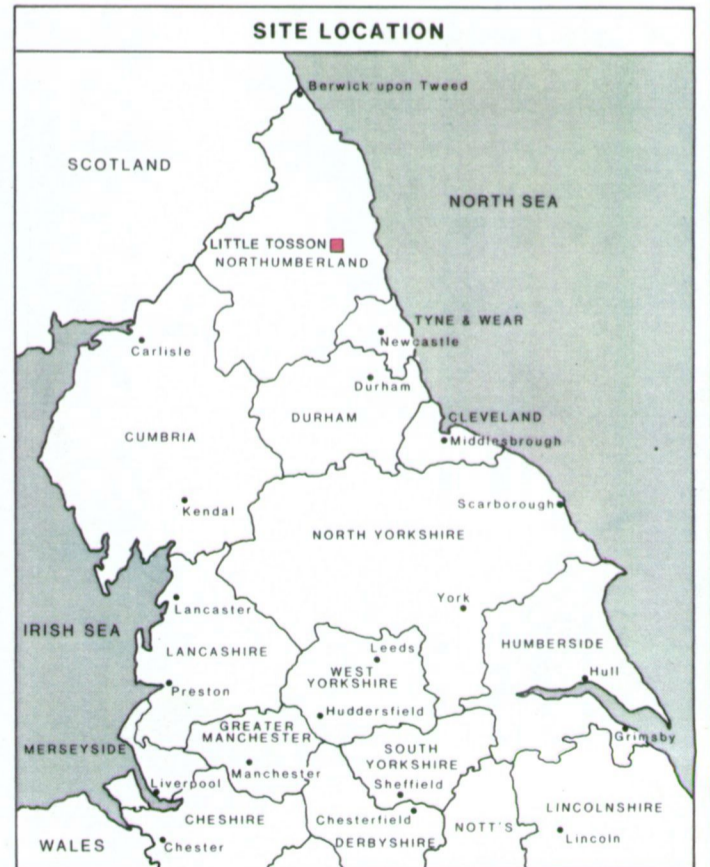 SITE LOCATION
Berwick upon Tweed
SCOTLAND
NORTH SEA
LITTLE TOSSON
NORTHUMBERLAND
TYNE & WEAR
Newcastle
Carlisle
Durham
DURHAM
CLEVELAND
Middlesbrough
CUMBRIA
Kendal
Scarborough
NORTH YORKSHIRE
York
Lancaster
IRISH SEA
LANCASHIRE
Leeds
HUMBERSIDE
WEST
YORKSHIRE
Hull
Preston
Huddersfield
GREATER
MANCHESTER
Grimsby
MERSEYSIDE
SOUTH
YORKSHIRE
Manchester
Liverpool
Sheffield
LINCOLNSHIRE
CHESHIRE
Chesterfield
NOTT'S
Lincoln
WALES
Chester
DERBYSHIRE